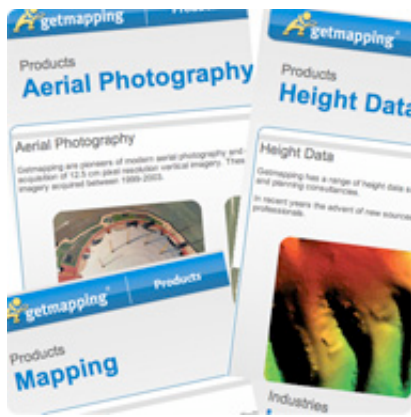 getmapping
Products
Products
Aerial Photography
Aerial Photography
Getmapping are pioneers of modern aerial photography and
acquisition of 12.5 cm pixel resolution vertical imagery. Thes
imagery acquired between 1999-2003.
getmapping®
Products
Height Data
Height Data
Getmapping has a range of height data
and planning consultancies.
In recent years the advent of new sources
professionals.
Industries
getmapping®
Products
Products
Mapping